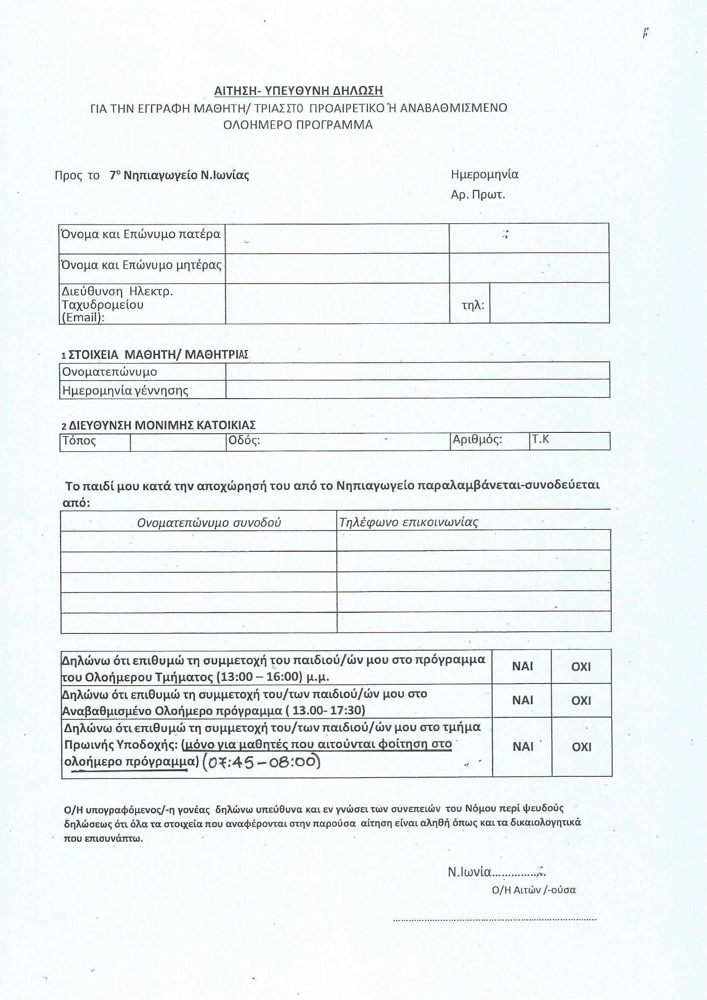 ΑΙΤΗΣΗ- ΥΠΕΥΘΥΝΗ ΔΗΛΩΣΗ
ΓΙΑ ΤΗΝ ΕΓΓΡΑΦΗ ΜΑΘΗΤΗ/ ΤΡΙΑΣ ΣΤΟ ΠΡΟΑΙΡΕΤΙΚΟ Ή ΑΝΑΒΑΘΜΙΣΜΕΝΟ
ΟΛΟΗΜΕΡΟ ΠΡΟΓΡΑΜΜΑ
Προς το 7ο Νηπιαγωγείο Ν.Ιωνίας
Ημερομηνία
Αρ. Πρωτ.
Όνομα και Επώνυμο πατέρα
Όνομα και Επώνυμο μητέρας
Διεύθυνση Ηλεκτρ.
Ταχυδρομείου
(Email):
τηλ:
1 ΣΤΟΙΧΕΙΑ ΜΑΘΗΤΗ/ ΜΑΘΗΤΡΙΑΣ
Ονοματεπώνυμο
Ημερομηνία γέννησης
2 ΔΙΕΥΘΥΝΣΗ ΜΟΝΙΜΗΣ ΚΑΤΟΙΚΙΑΣ
Τόπος Οδός: Αριθμός: Τ.Κ
Το παιδί μου κατά την αποχώρησή του από το Νηπιαγωγείο παραλαμβάνεται-συνοδεύεται
από:
Ονοματεπώνυμο συνοδού Τηλέφωνο επικοινωνίας
Δηλώνω ότι επιθυμώ τη συμμετοχή του παιδιού/ών μου στο πρόγραμμα
του Ολοήμερου Τμήματος (13:00 – 16:00) μ.μ.
ΝΑΙ ΟΧΙ
Δηλώνω ότι επιθυμώ τη συμμετοχή του/των παιδιού/ών μου στο
Αναβαθμισμένο Ολοήμερο πρόγραμμα ( 13.00- 17:30)
ΝΑΙ ΟΧΙ
Δηλώνω ότι επιθυμώ τη συμμετοχή του/των παιδιού/ών μου στο τμήμα
Πρωινής Υποδοχής: (μόνο για μαθητές που αιτούνται φοίτηση στο
ολοήμερο πρόγραμμα) (07:45-08:00)
ΝΑΙ ΟΧΙ
Ο/Η υπογραφόμενος/-η γονέας δηλώνω υπεύθυνα και εν γνώσει των συνεπειών του Νόμου περί ψευδούς
δηλώσεως ότι όλα τα στοιχεία που αναφέρονται στην παρούσα αίτηση είναι αληθή όπως και τα δικαιολογητικά
που επισυνάπτω.
Ν.Ιωνία................
Ο/Η Αιτών /-ούσα
..............................................................................